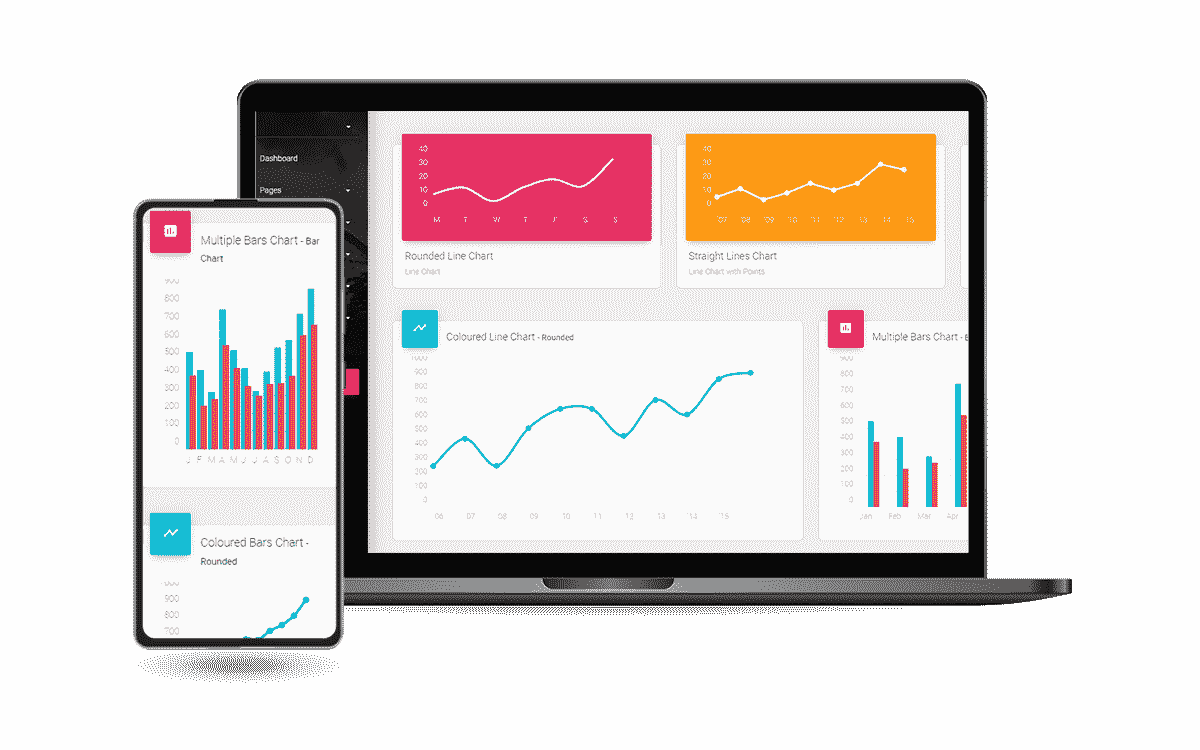 Dashboard
Pages
40
30
20
10
0
M T W T F S S
Rounded Line Chart
Line Chart
40
30
20
10
0
'07 '08 '09 '10 '11 '12 '13 '14 '15
Straight Lines Chart
Line Chart with Points
Coloured Line Chart - Rounded
1000
900
800
700
600
500
400
300
200
100
0
'06 '07 '08 '09 '10 '11 '12 '13 '14 '15
Multiple Bars Chart -
900
800
700
600
500
400
300
200
100
0
Jan Feb Mar Apr
Multiple Bars Chart - Bar
Chart
900
800
700
600
500
400
300
200
100
0
J F M A M J J A S O N D
Coloured Bars Chart -
Rounded
900
800
700